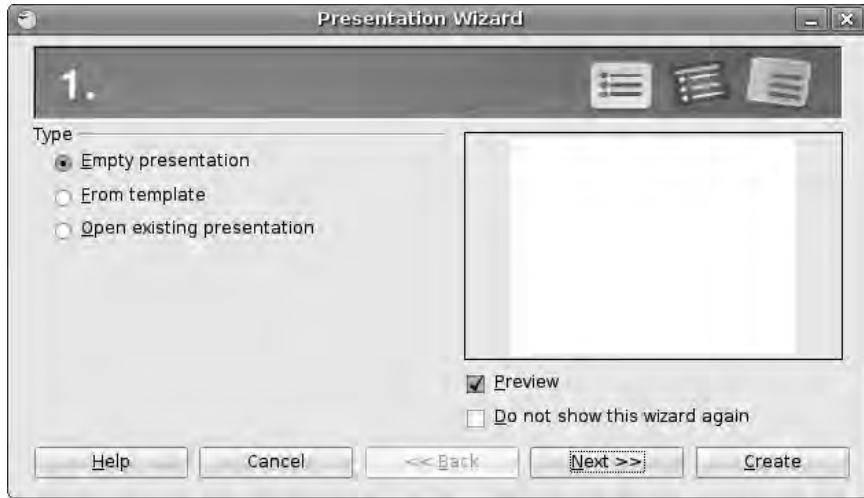 Presentation Wizard
1.
Type
Empty presentation
From template
Open existing presentation
Preview
Do not show this wizard again
Help Cancel << Back Next >> Create